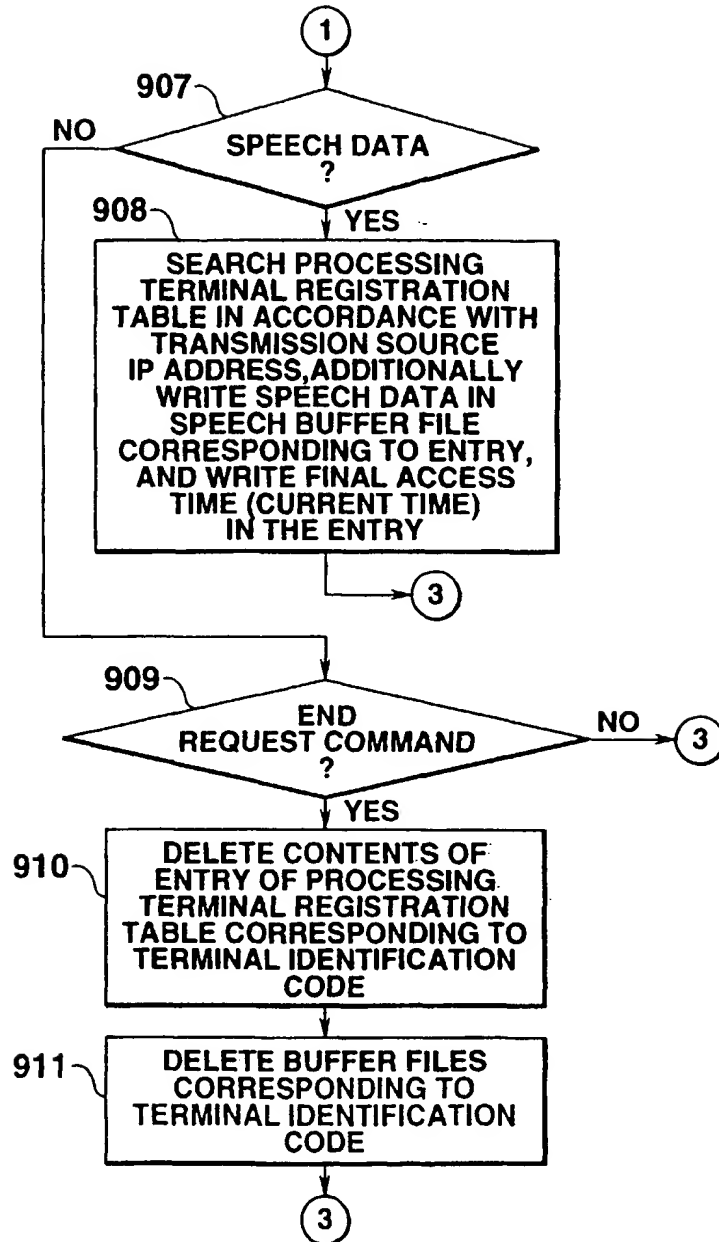 1
907
NO
SPEECH DATA
?
YES
908
SEARCH PROCESSING
TERMINAL REGISTRATION
TABLE IN ACCORDANCE WITH
TRANSMISSION SOURCE
IP ADDRESS,ADDITIONALLY
WRITE SPEECH DATA IN
SPEECH BUFFER FILE
CORRESPONDING TO ENTRY,
AND WRITE FINAL ACCESS
TIME (CURRENT TIME)
IN THE ENTRY
3
909
END
REQUEST COMMAND
?
NO
3
YES
910
DELETE CONTENTS OF
ENTRY OF PROCESSING
TERMINAL REGISTRATION
TABLE CORRESPONDING TO
TERMINAL IDENTIFICATION
CODE
911
DELETE BUFFER FILES
CORRESPONDING TO
TERMINAL IDENTIFICATION
CODE
3